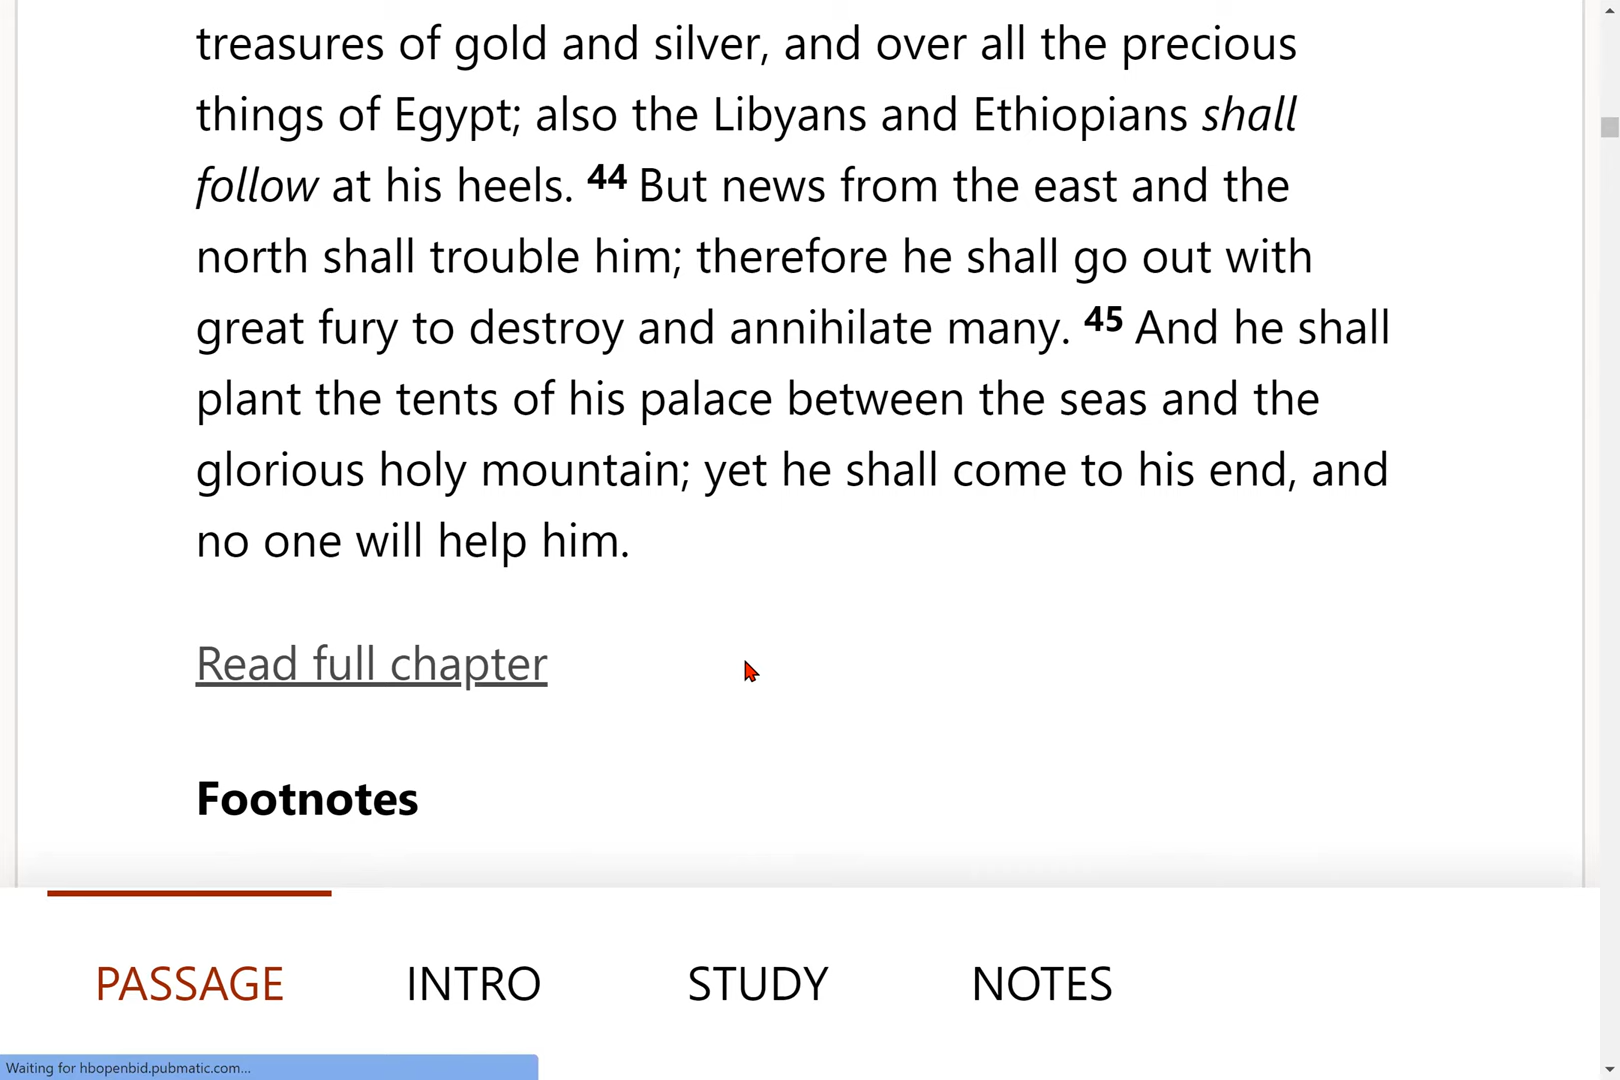 treasures of gold and silver, and over all the precious
things of Egypt; also the Libyans and Ethiopians shall
follow at his heels. 44 But news from the east and the
north shall trouble him; therefore he shall go out with
great fury to destroy and annihilate many. 45 And he shall
plant the tents of his palace between the seas and the
glorious holy mountain; yet he shall come to his end, and
no one will help him.
Read full chapter
Footnotes
PASSAGE INTRO STUDY NOTES
Waiting for hbopenbid.pubmatic.com...